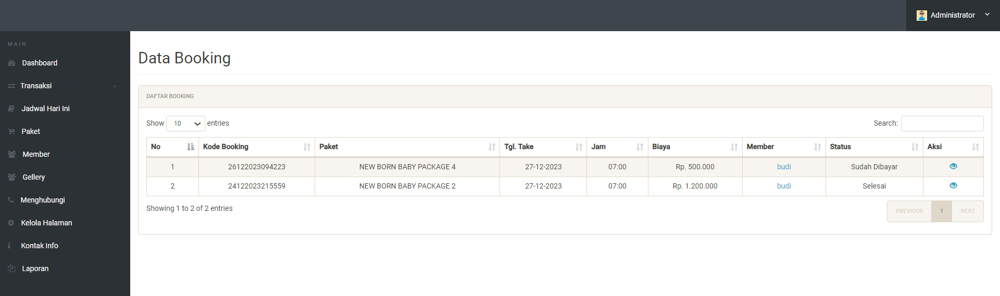 Administrator
MAIN
Dashboard
Transaksi
Jadwal Hari Ini
Paket
Member
Gellery
Menghubungi
Kelola Halaman
Kontak Info
Laporan
Data Booking
DAFTAR BOOKING
Show 10 entries Search:
No Kode Booking Paket Tgl. Take Jam Biaya Member Status Aksi
1 26122023094223 NEW BORN BABY PACKAGE 4 27-12-2023 07:00 Rp. 500.000 budi Sudah Dibayar
2 24122023215559 NEW BORN BABY PACKAGE 2 27-12-2023 07:00 Rp. 1.200.000 budi Selesai
Showing 1 to 2 of 2 entries PREVIOUS 1 NEXT